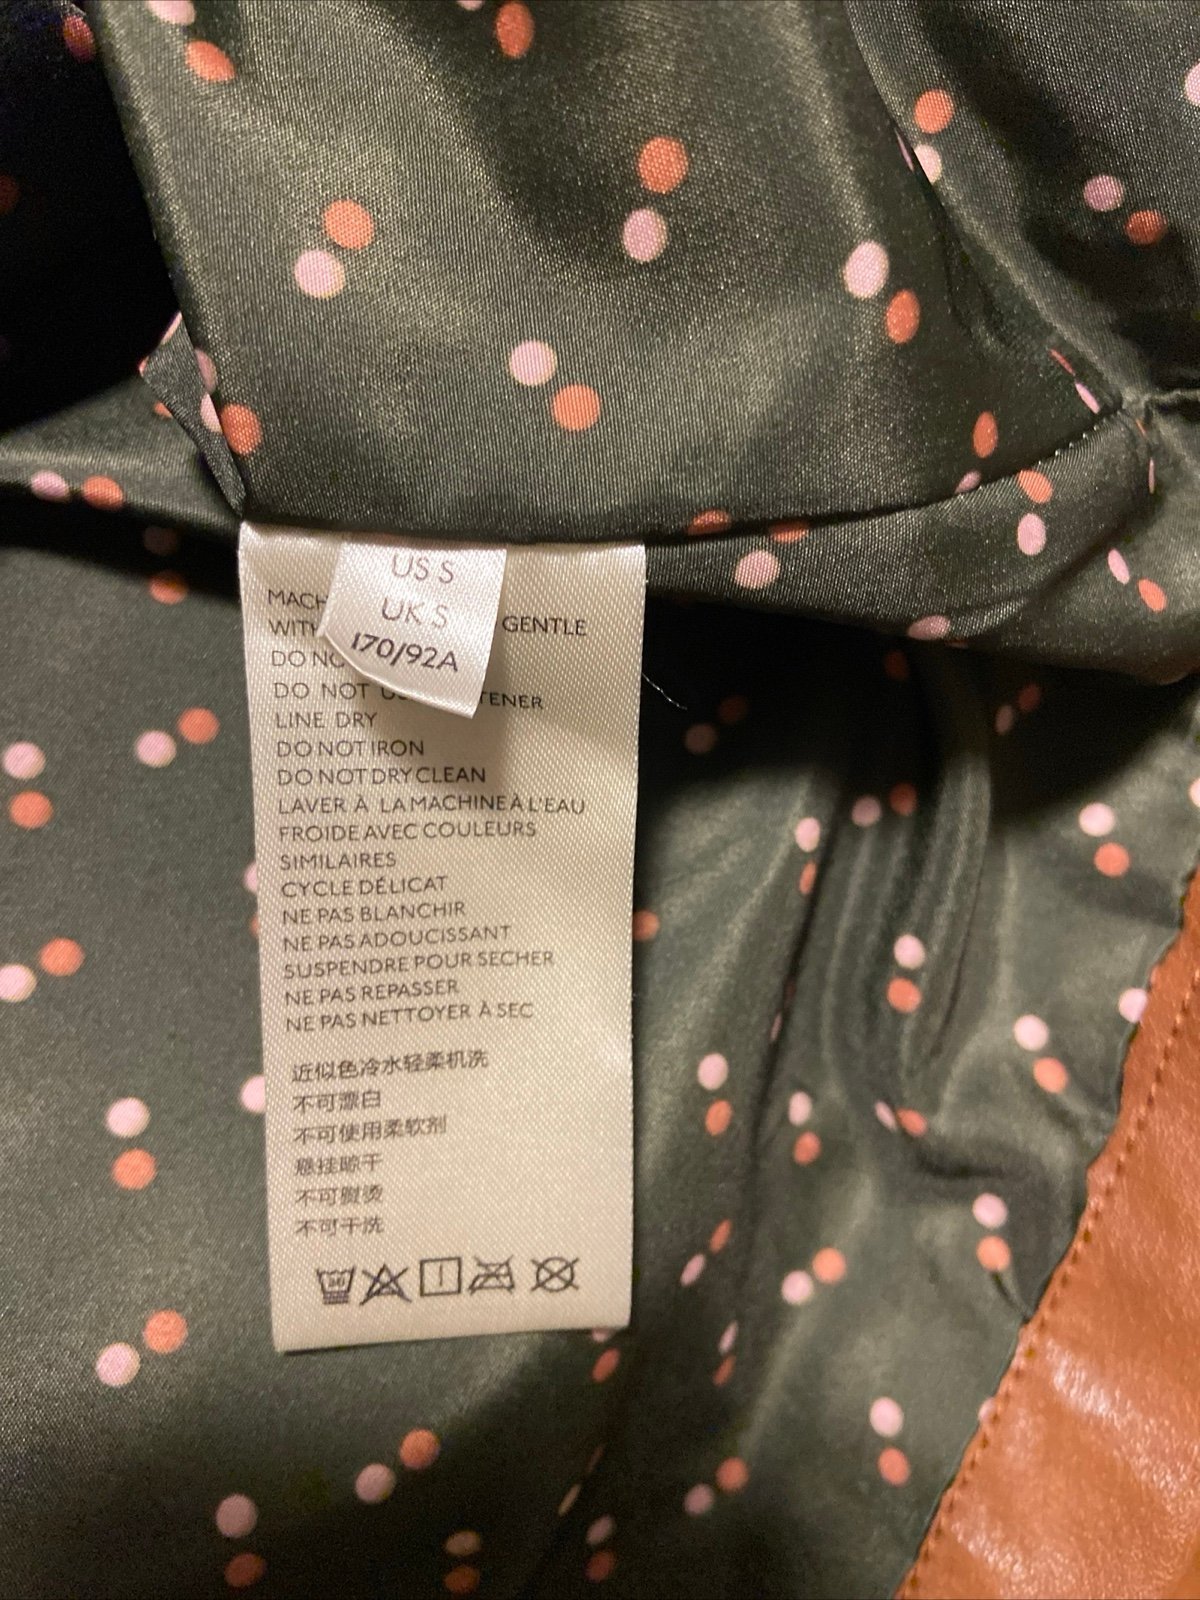 US S
UK S
170/92A
MACH
WITH GENTLE
DO NO
DO NOT US TENER
LINE DRY
DO NOT IRON
DO NOT DRY CLEAN
LAVER À LA MACHINE À L'EAU
FROIDE AVEC COULEURS
SIMILAIRES
CYCLE DÉLICAT
NE PAS BLANCHIR
NE PAS ADOUCISSANT
SUSPENDRE POUR SECHER
NE PAS REPASSER
NE PAS NETTOYER À SEC
近似色冷水轻柔机洗
不可漂白
不可使用柔软剂
悬挂晾干
不可熨烫
不可干洗
30